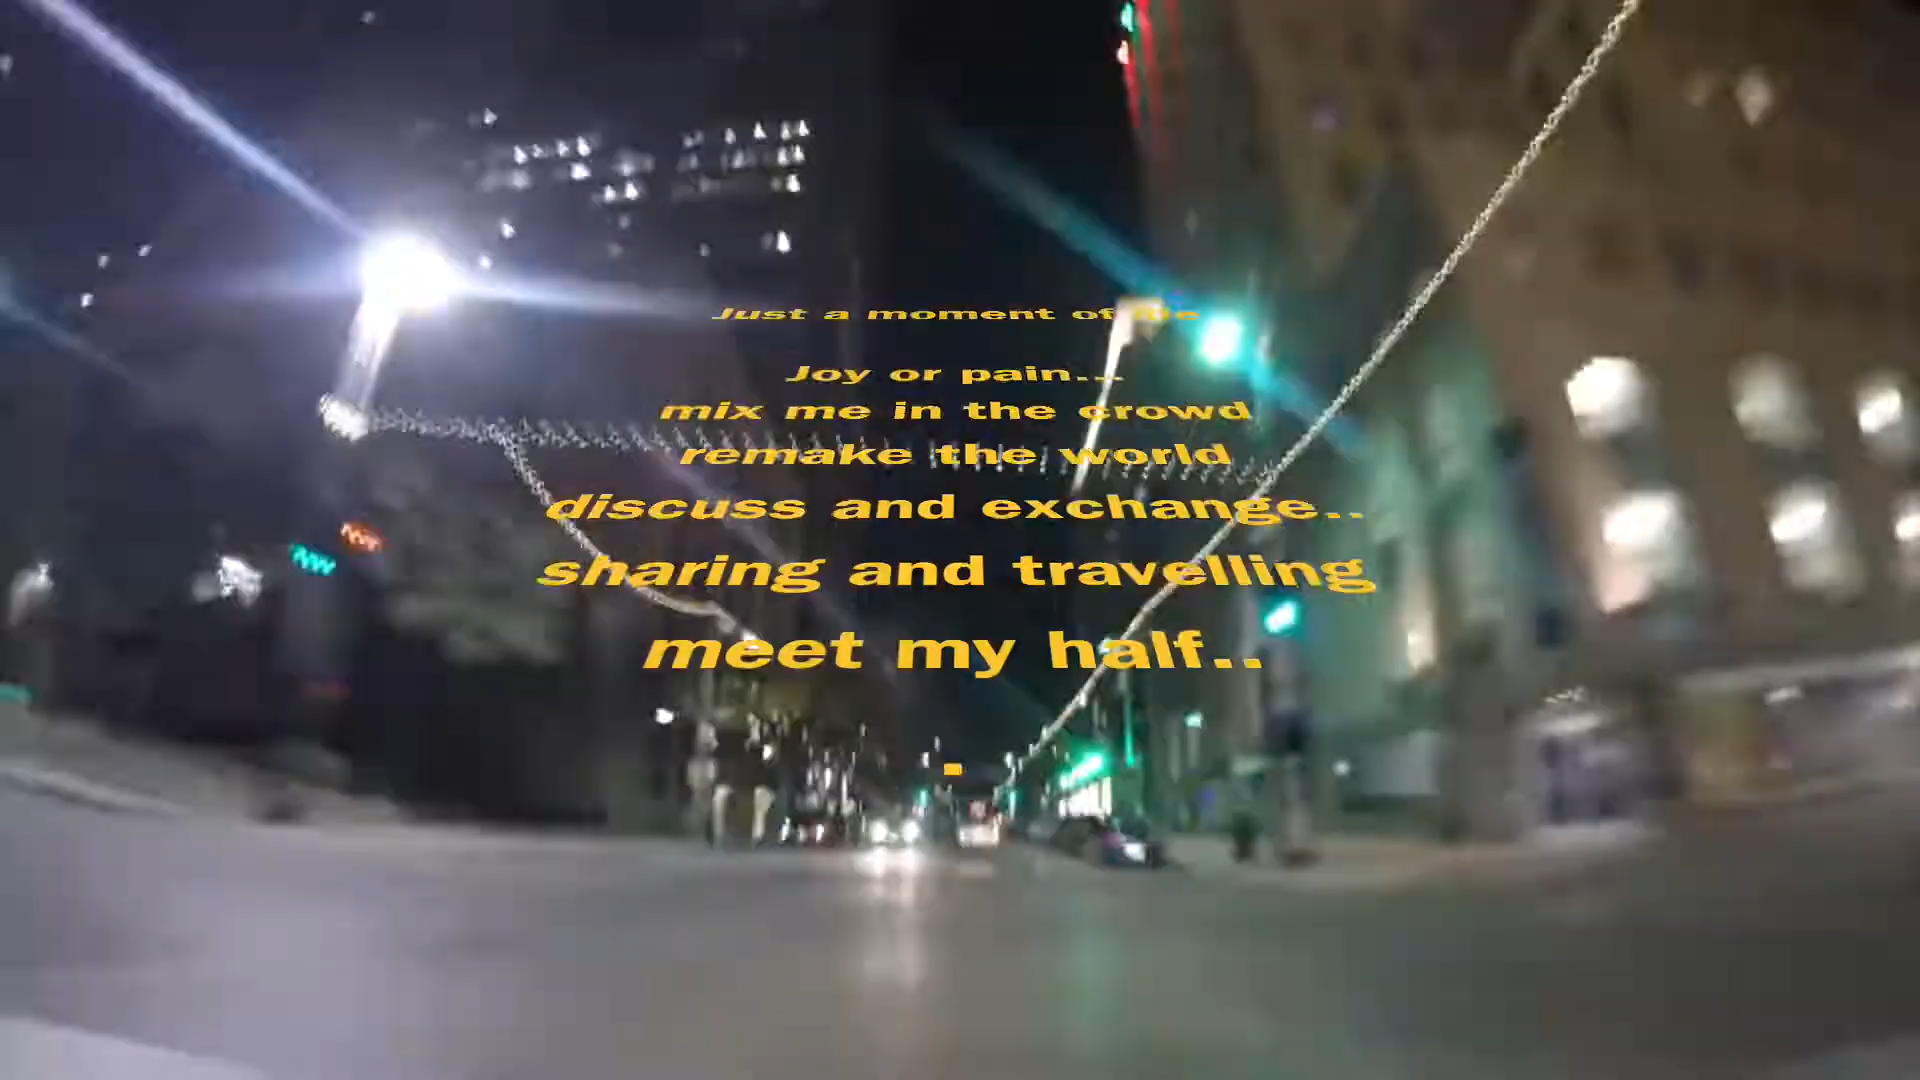 Just a moment of life
Joy or pain...
mix me in the crowd
remake the world
discuss and exchange..
sharing and travelling
meet my half..
.